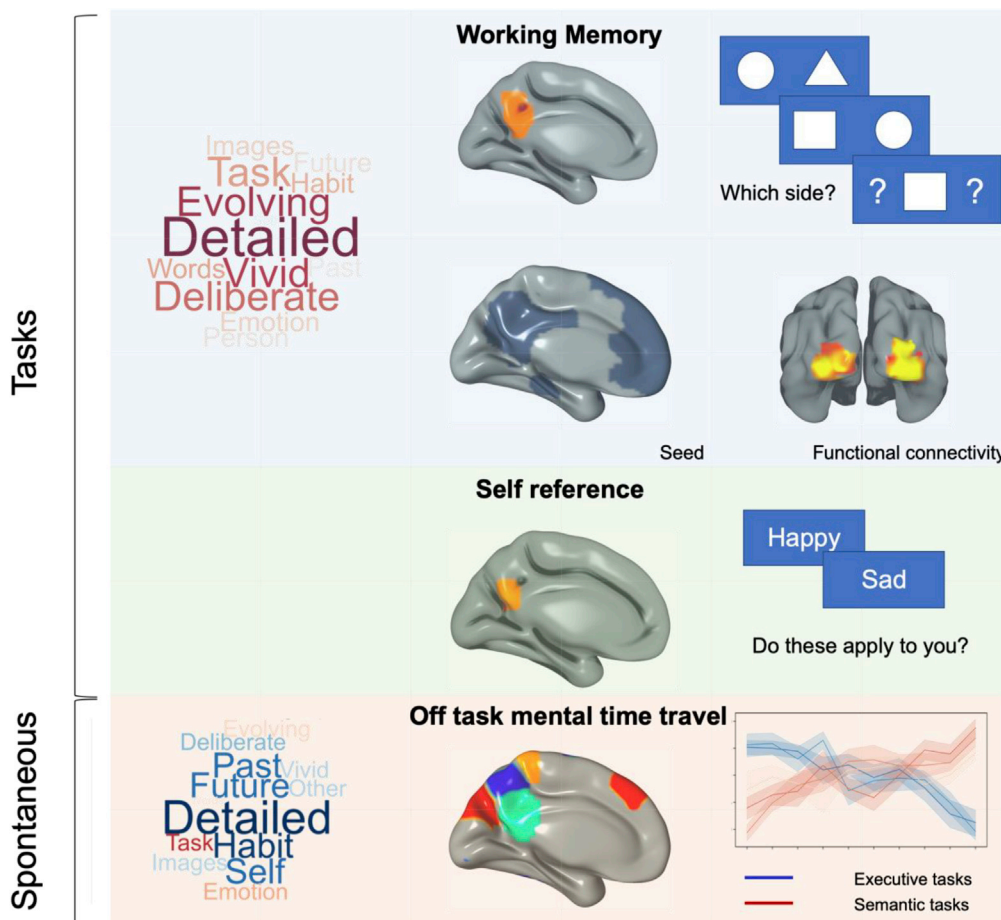 Tasks
Working Memory
Images
Future
Task
Habit
Evolving
Detailed
Words
Vivid
Past
Deliberate
Emotion
Person
Which side?
? ?
Seed
Functional connectivity
Self reference
Happy
Sad
Do these apply to you?
Spontaneous
Off task mental time travel
Evolving
Deliberate
Past
Vivid
Future
Other
Detailed
Task
Habit
Images
Self
Emotion
Executive tasks
Semantic tasks